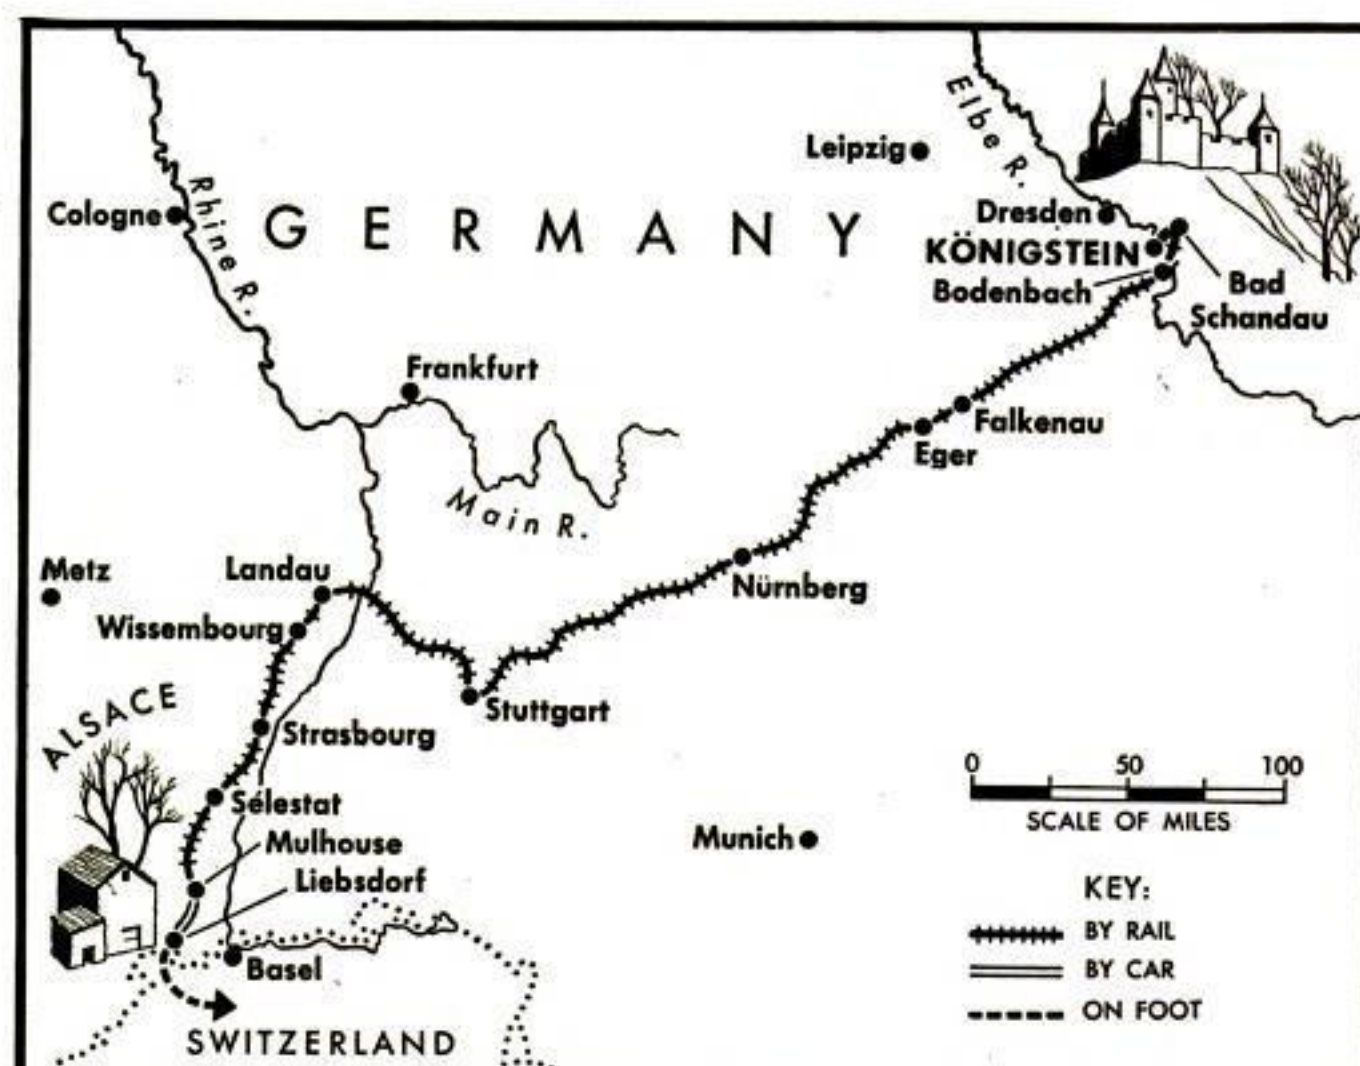 Elbe R.
Leipzig
Rhine R.
Cologne
GERMANY
Dresden
KÖNIGSTEIN
Bodenbach
Bad
Schandau
Frankfurt
Falkenau
Eger
Main R.
Metz
Landau
Nürnberg
Wissembourg
ALSACE
Stuttgart
Strasbourg
0 50 100
SCALE OF MILES
Sélestat
Munich
Mulhouse
Liebsdorf
KEY:
BY RAIL
BY CAR
ON FOOT
Basel
SWITZERLAND